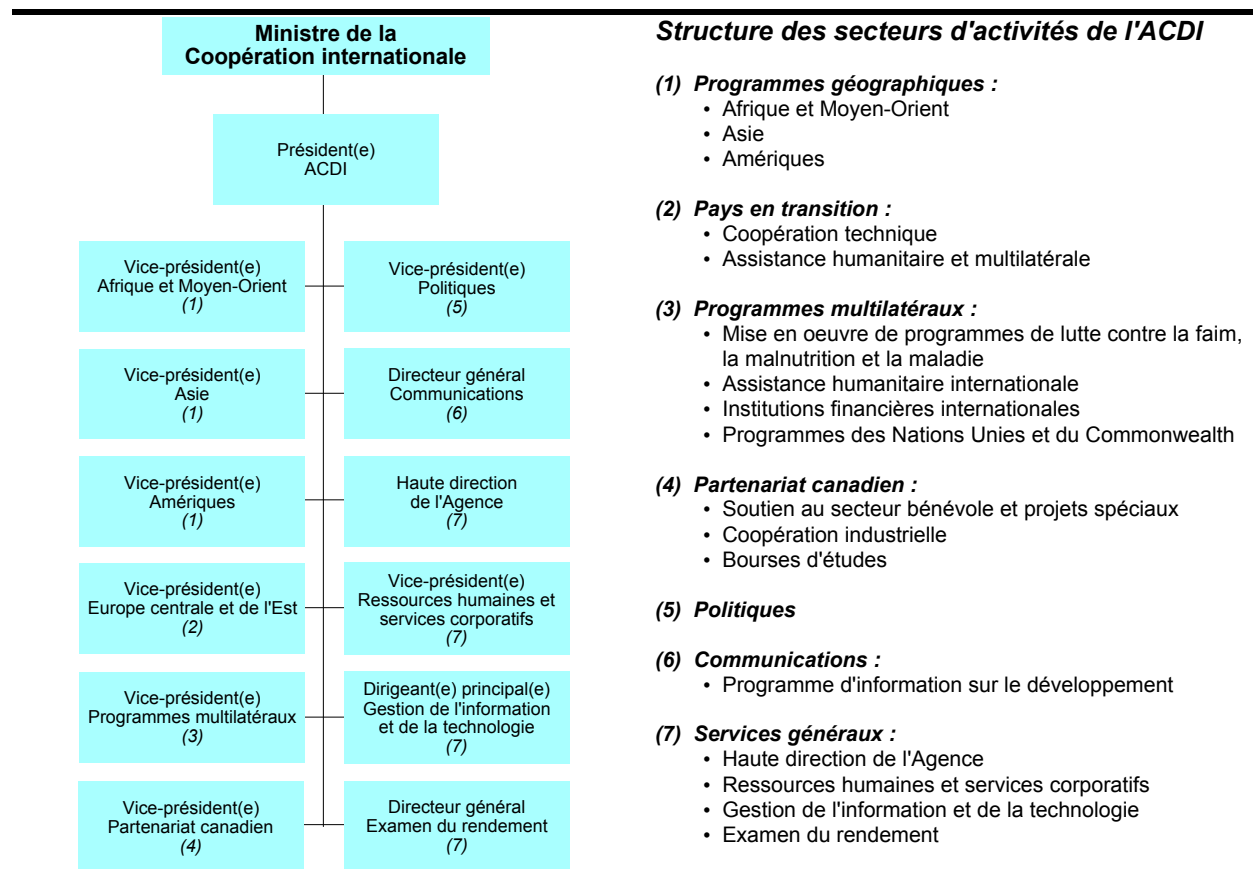 Ministre de la
Coopération internationale
Président(e)
ACDI
Vice-président(e)
Afrique et Moyen-Orient
(1)
Vice-président(e)
Politiques
(5)
Vice-président(e)
Asie
(1)
Directeur général
Communications
(6)
Vice-président(e)
Amériques
(1)
Haute direction
de l'Agence
(7)
Vice-président(e)
Europe centrale et de l'Est
(2)
Vice-président(e)
Ressources humaines et
services corporatifs
(7)
Vice-président(e)
Programmes multilatéraux
(3)
Dirigeant(e) principal(e)
Gestion de l'information
et de la technologie
(7)
Vice-président(e)
Partenariat canadien
(4)
Directeur général
Examen du rendement
(7)
Structure des secteurs d'activités de l'ACDI
(1) Programmes géographiques :
• Afrique et Moyen-Orient
• Asie
• Amériques
(2) Pays en transition :
• Coopération technique
• Assistance humanitaire et multilatérale
(3) Programmes multilatéraux :
• Mise en oeuvre de programmes de lutte contre la faim,
la malnutrition et la maladie
• Assistance humanitaire internationale
• Institutions financières internationales
• Programmes des Nations Unies et du Commonwealth
(4) Partenariat canadien :
• Soutien au secteur bénévole et projets spéciaux
• Coopération industrielle
• Bourses d'études
(5) Politiques
(6) Communications :
• Programme d'information sur le développement
(7) Services généraux :
• Haute direction de l'Agence
• Ressources humaines et services corporatifs
• Gestion de l'information et de la technologie
• Examen du rendement